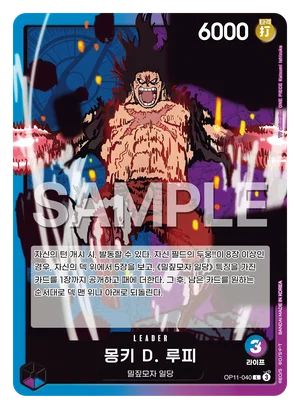 6000
타격
打
SAMPLE
자신의 턴 개시 시, 발동할 수 있다. 자신 필드의 두웅!!이 8장 이상인
경우, 자신의 덱 위에서 5장을 보고, 《밀짚모자 일당》 특징을 가진
카드를 1장까지 공개하고 패에 더한다. 그 후, 남은 카드를 원하는
순서대로 덱 맨 위나 아래로 되돌린다.
LEADER
몽키 D. 루피
밀짚모자 일당
3
라이프
OP11-040 L